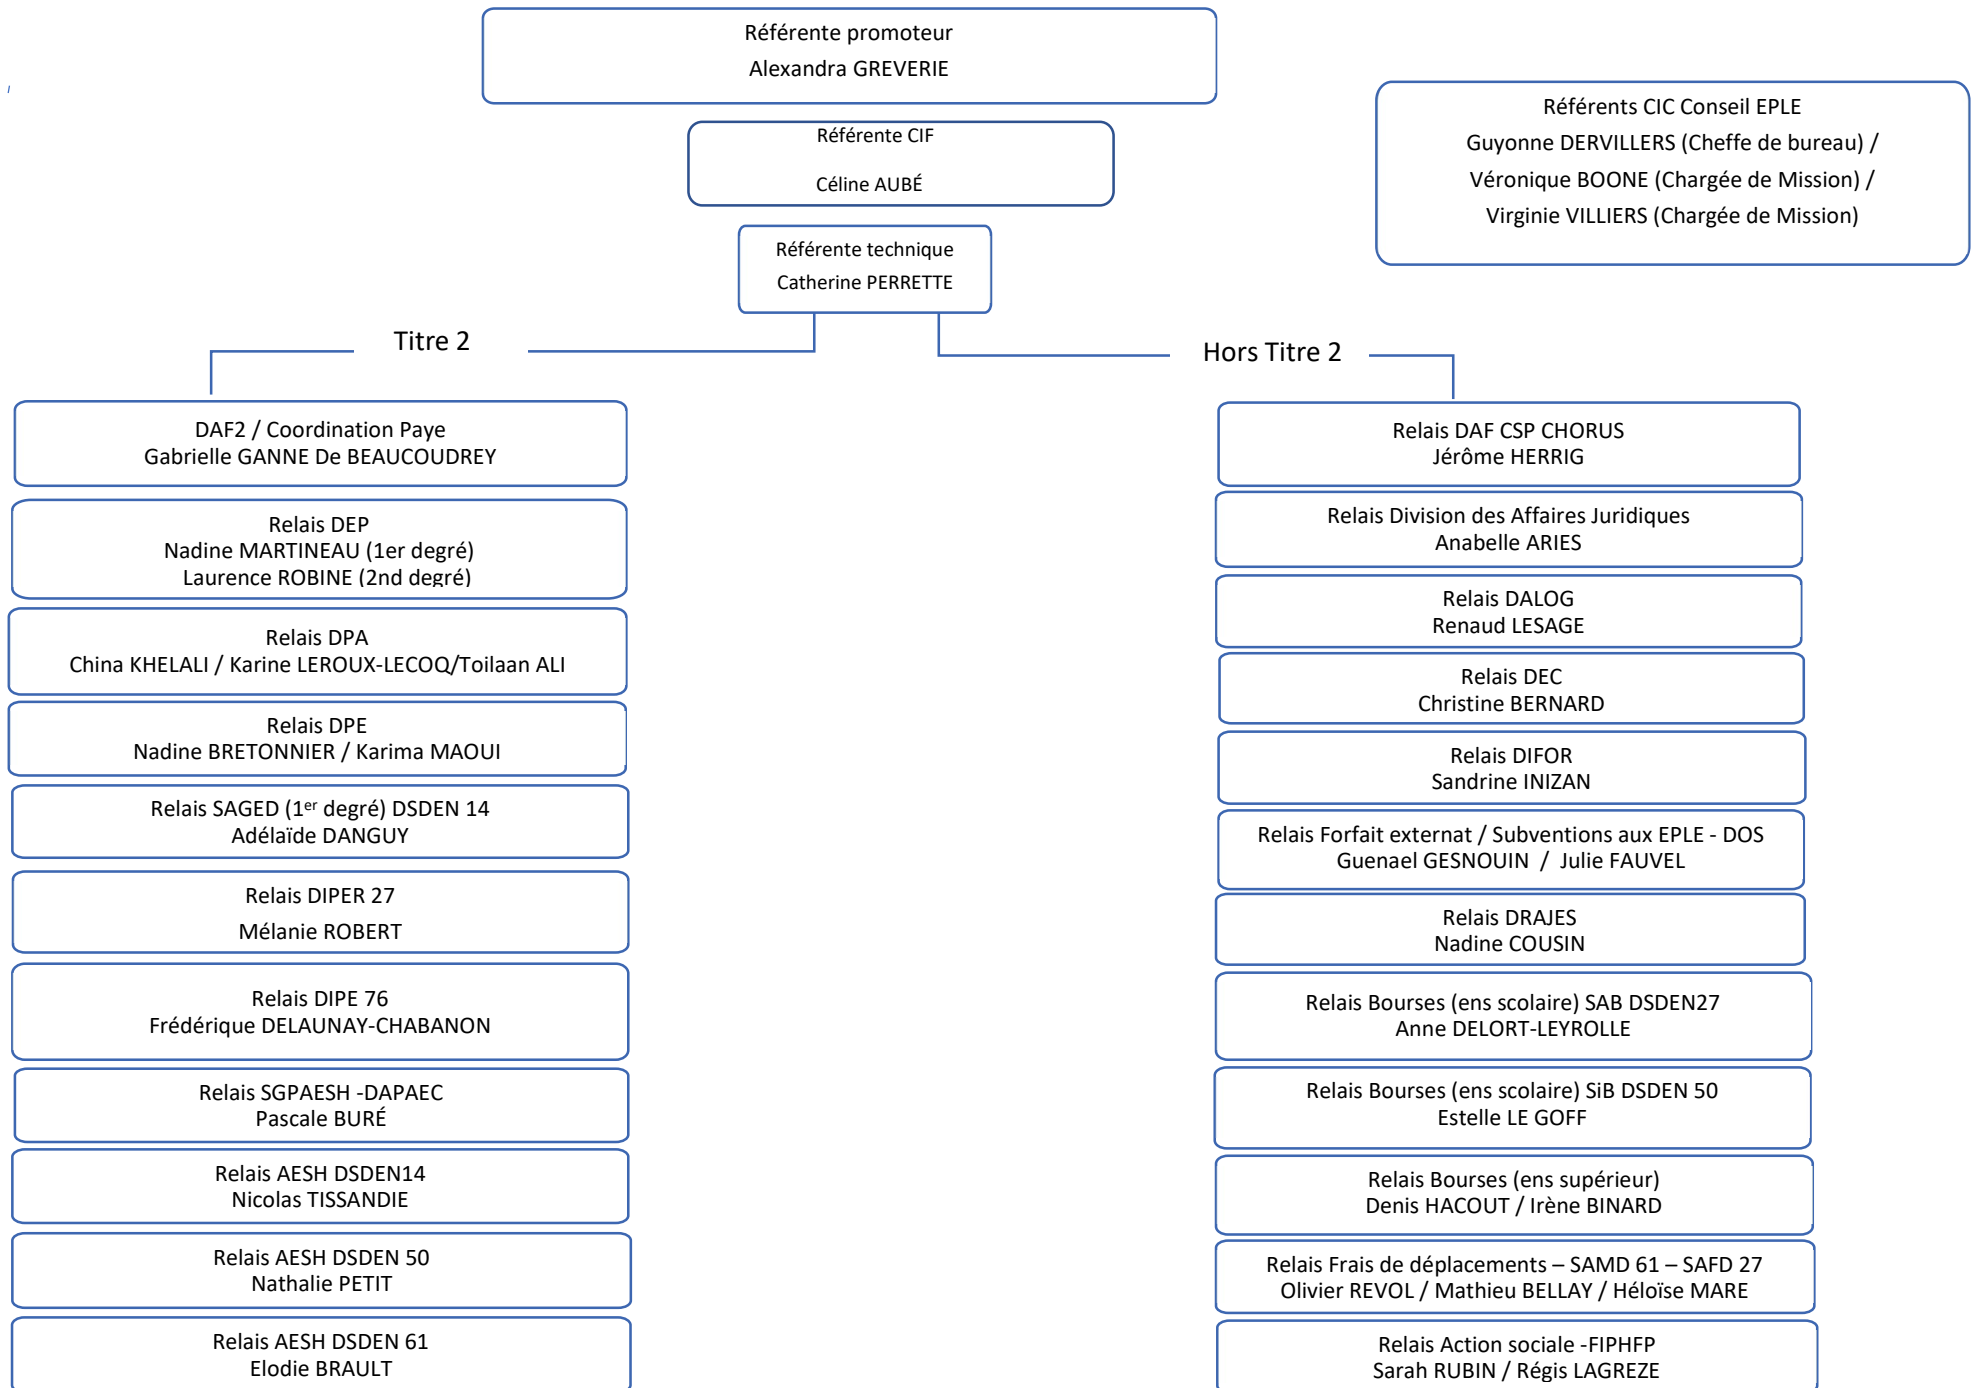 Référente promoteur
Alexandra GREVERIE
Référente CIF
Céline AUBÉ
Référents CIC Conseil EPLE
Guyonne DERVILLERS (Cheffe de bureau) /
Véronique BOONE (Chargée de Mission) /
Virginie VILLIERS (Chargée de Mission)
Référente technique
Catherine PERRETTE
Titre 2
DAF2 / Coordination Paye
Gabrielle GANNE De BEAUCOUDREY
Relais DEP
Nadine MARTINEAU (1er degré)
Laurence ROBINE (2nd degré)
Relais DPA
China KHELALI / Karine LEROUX-LECOQ/Toilaan ALI
Relais DPE
Nadine BRETONNIER / Karima MAOUI
Relais SAGED (1er degré) DSDEN 14
Adélaïde DANGUY
Relais DIPER 27
Mélanie ROBERT
Relais DIPE 76
Frédérique DELAUNAY-CHABANON
Relais SGPAESH -DAPAEC
Pascale BURÉ
Relais AESH DSDEN14
Nicolas TISSANDIE
Relais AESH DSDEN 50
Nathalie PETIT
Relais AESH DSDEN 61
Elodie BRAULT
Hors Titre 2
Relais DAF CSP CHORUS
Jérôme HERRIG
Relais Division des Affaires Juridiques
Anabelle ARIES
Relais DALOG
Renaud LESAGE
Relais DEC
Christine BERNARD
Relais DIFOR
Sandrine INIZAN
Relais Forfait externat / Subventions aux EPLE - DOS
Guenael GESNOUIN / Julie FAUVEL
Relais DRAJES
Nadine COUSIN
Relais Bourses (ens scolaire) SAB DSDEN27
Anne DELORT-LEYROLLE
Relais Bourses (ens scolaire) SiB DSDEN 50
Estelle LE GOFF
Relais Bourses (ens supérieur)
Denis HACOUT / Irène BINARD
Relais Frais de déplacements – SAMD 61 – SAFD 27
Olivier REVOL / Mathieu BELLAY / Héloïse MARE
Relais Action sociale -FIPHFP
Sarah RUBIN / Régis LAGREZE